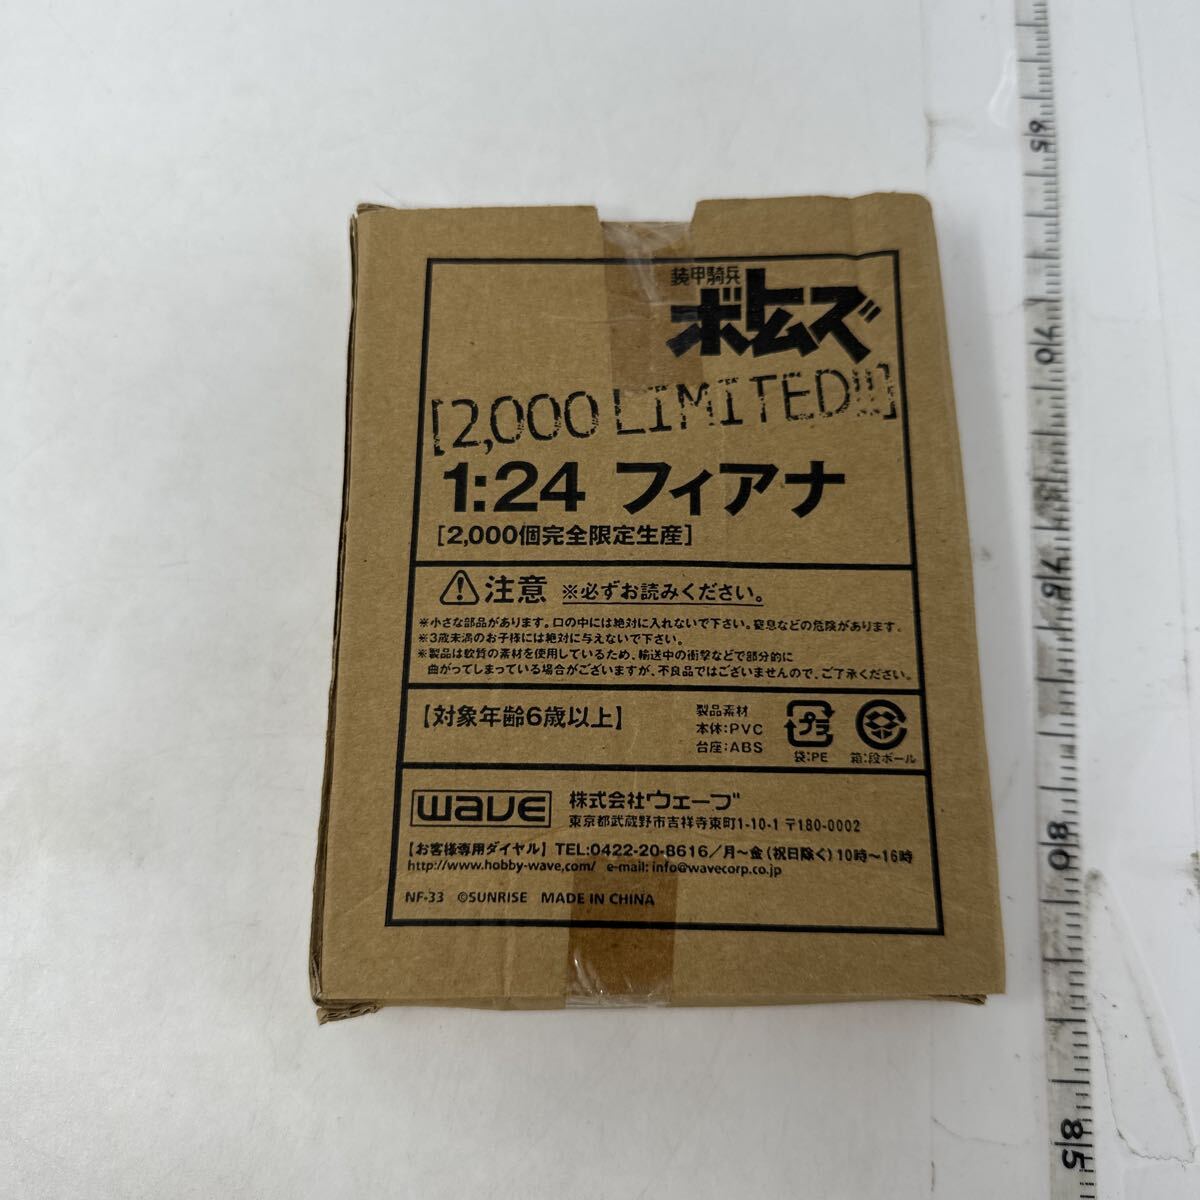 装甲騎兵
ボトムズ
[2,000 LIMITED!!]
1:24 フィアナ
[2,000個完全限定生産]
注意 ※必ずお読みください。
※小さな部品があります。口の中には絶対に入れないで下さい。窒息などの危険があります。
※3歳未満のお子様には絶対に与えないで下さい。
※製品は軟質の素材を使用しているため、輸送中の衝撃などで部分的に
曲がってしまっている場合がございますが、不良品ではございませんので、ご了承ください。
【対象年齢6歳以上】
製品素材
本体:PVC
台座:ABS
プラ
袋:PE
箱:段ボール
WAVE
株式会社ウェーブ
東京都武蔵野市吉祥寺東町1-10-1 〒180-0002
【お客様専用ダイヤル】TEL:0422-20-8616/月～金(祝日除く)10時～16時
http://www.hobby-wave.com/ e-mail: info@wavecorp.co.jp
NF-33 ©SUNRISE MADE IN CHINA